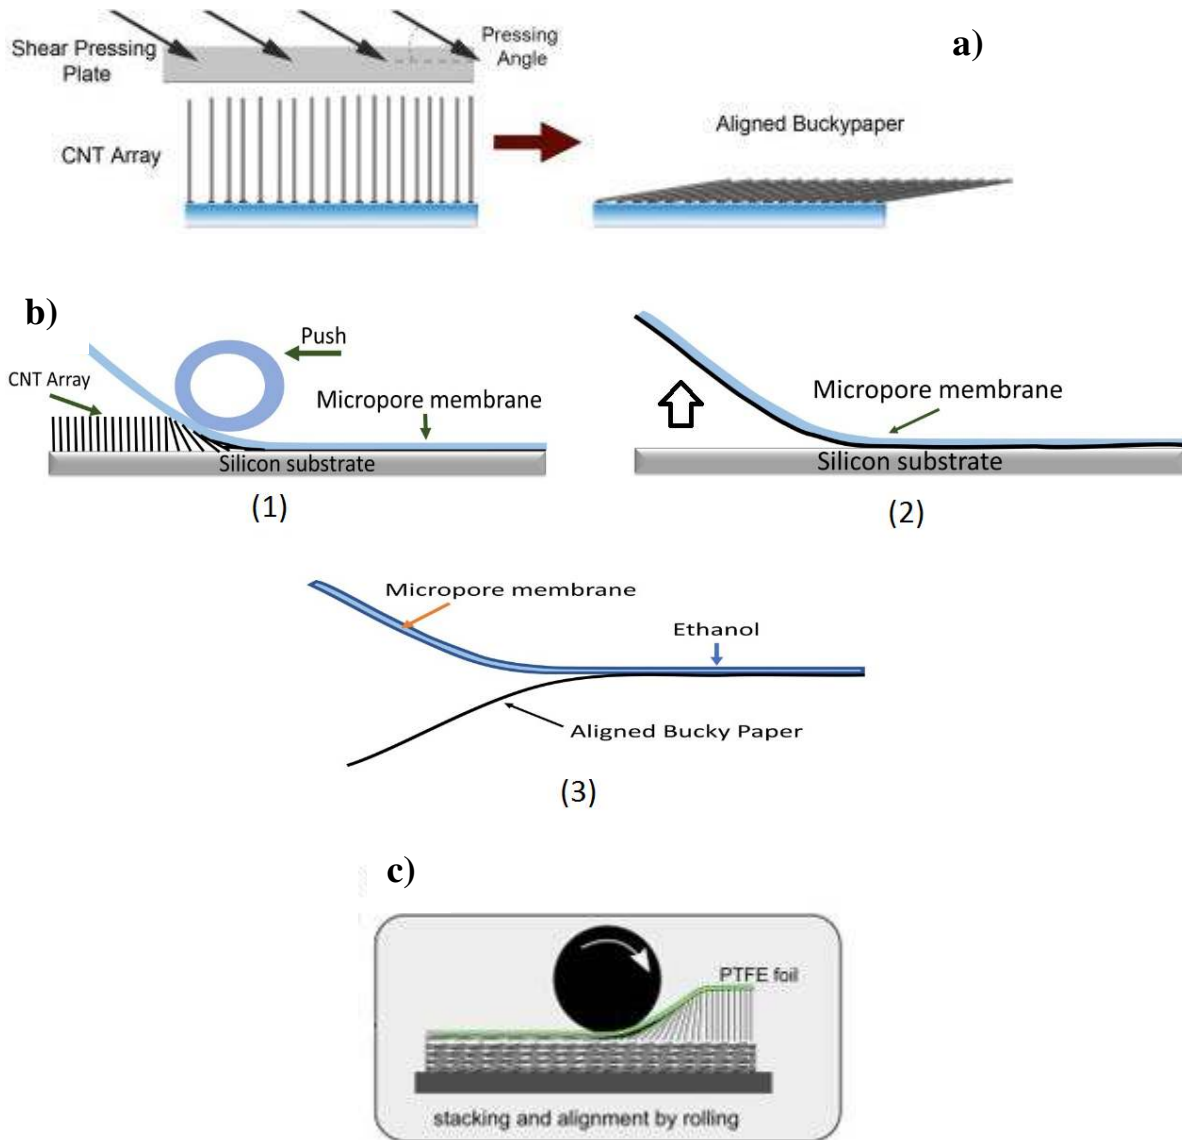 a)
Shear Pressing
Plate
Pressing
Angle
CNT Array
Aligned Buckypaper
b)
Push
CNT Array
Micropore membrane
Silicon substrate
(1)
Micropore membrane
Silicon substrate
(2)
Micropore membrane
Ethanol
Aligned Bucky Paper
(3)
c)
PTFE foil
stacking and alignment by rolling